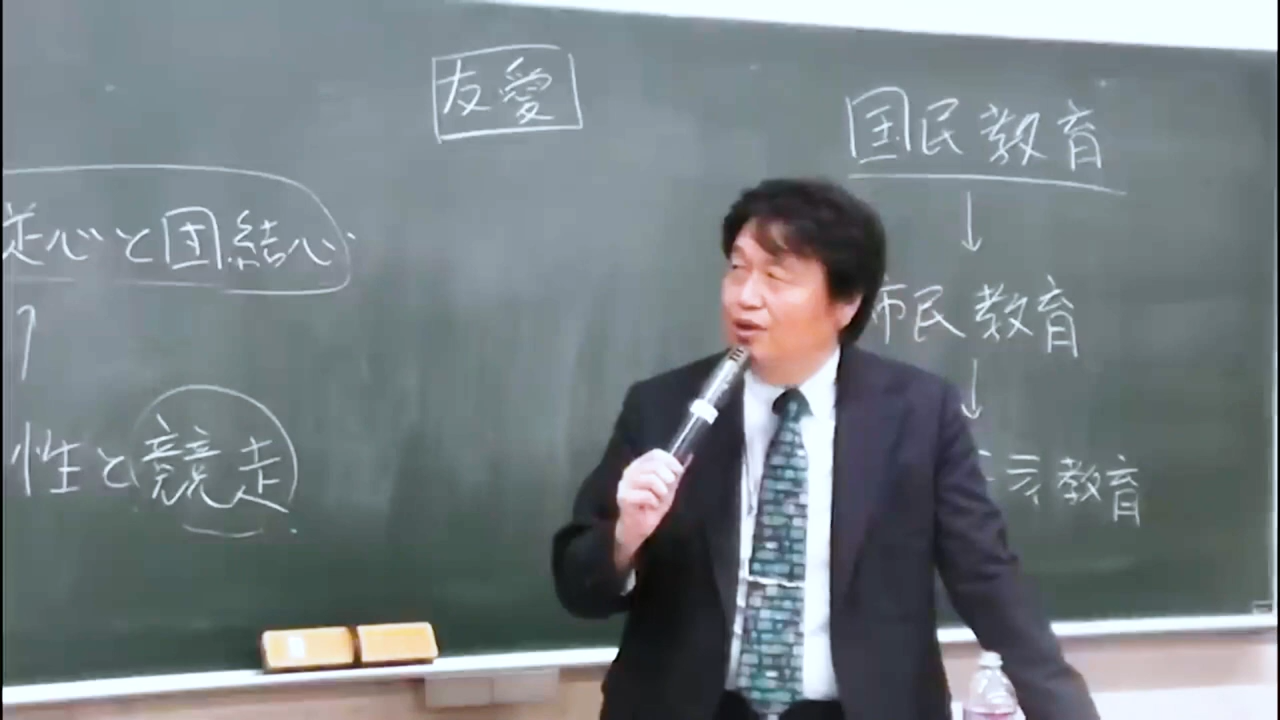 友愛
国民教育
心と団結心
市民教育
性と競走
教育